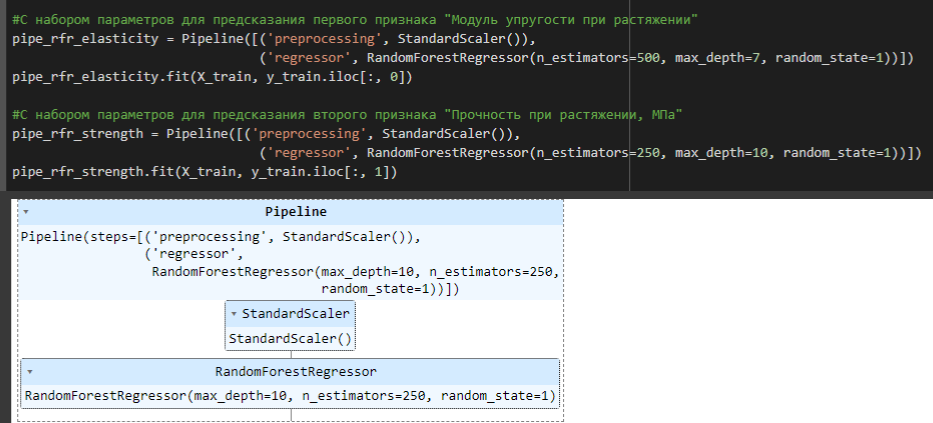 #С набором параметров для предсказания первого признака "Модуль упругости при растяжении"
pipe_rfr_elasticity = Pipeline([('preprocessing', StandardScaler()),
('regressor', RandomForestRegressor(n_estimators=500, max_depth=7, random_state=1))])
pipe_rfr_elasticity.fit(X_train, y_train.iloc[:, 0])
#С набором параметров для предсказания второго признака "Прочность при растяжении, МПа"
pipe_rfr_strength = Pipeline([('preprocessing', StandardScaler()),
('regressor', RandomForestRegressor(n_estimators=250, max_depth=10, random_state=1))])
pipe_rfr_strength.fit(X_train, y_train.iloc[:, 1])
Pipeline
Pipeline(steps=[('preprocessing', StandardScaler()),
('regressor',
RandomForestRegressor(max_depth=10, n_estimators=250,
random_state=1))])
StandardScaler
StandardScaler()
RandomForestRegressor
RandomForestRegressor(max_depth=10, n_estimators=250, random_state=1)